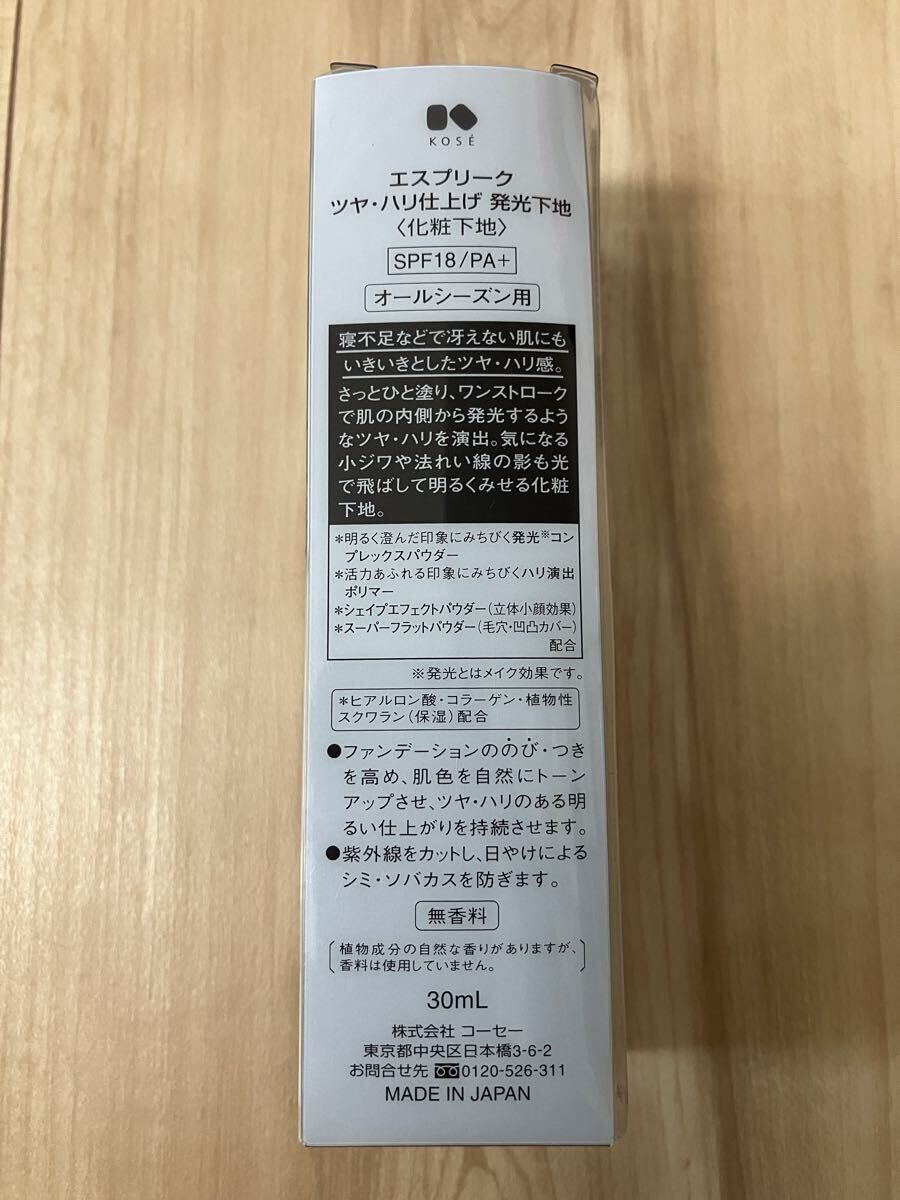 KOSÉ
エスプリーク
ツヤ・ハリ仕上げ 発光下地
〈化粧下地〉
SPF18/PA+
オールシーズン用
寝不足などで冴えない肌にも
いきいきとしたツヤ・ハリ感。
さっとひと塗り、ワンストローク
で肌の内側から発光するよう
なツヤ・ハリを演出。気になる
小ジワや法れい線の影も光
で飛ばして明るくみせる化粧
下地。
*明るく澄んだ印象にみちびく発光※コン
プレックスパウダー
*活力あふれる印象にみちびくハリ演出
ポリマー
*シェイプエフェクトパウダー(立体小顔効果)
*スーパーフラットパウダー(毛穴・凹凸カバー)
配合
※発光とはメイク効果です。
*ヒアルロン酸・コラーゲン・植物性
スクワラン(保湿)配合
●ファンデーションののび・つき
を高め、肌色を自然にトーン
アップさせ、ツヤ・ハリのある明
るい仕上がりを持続させます。
●紫外線をカットし、日やけによる
シミ・ソバカスを防ぎます。
無香料
〔植物成分の自然な香りがありますが、
香料は使用していません。〕
30mL
株式会社 コーセー
東京都中央区日本橋3-6-2
お問合せ先 0120-526-311
MADE IN JAPAN